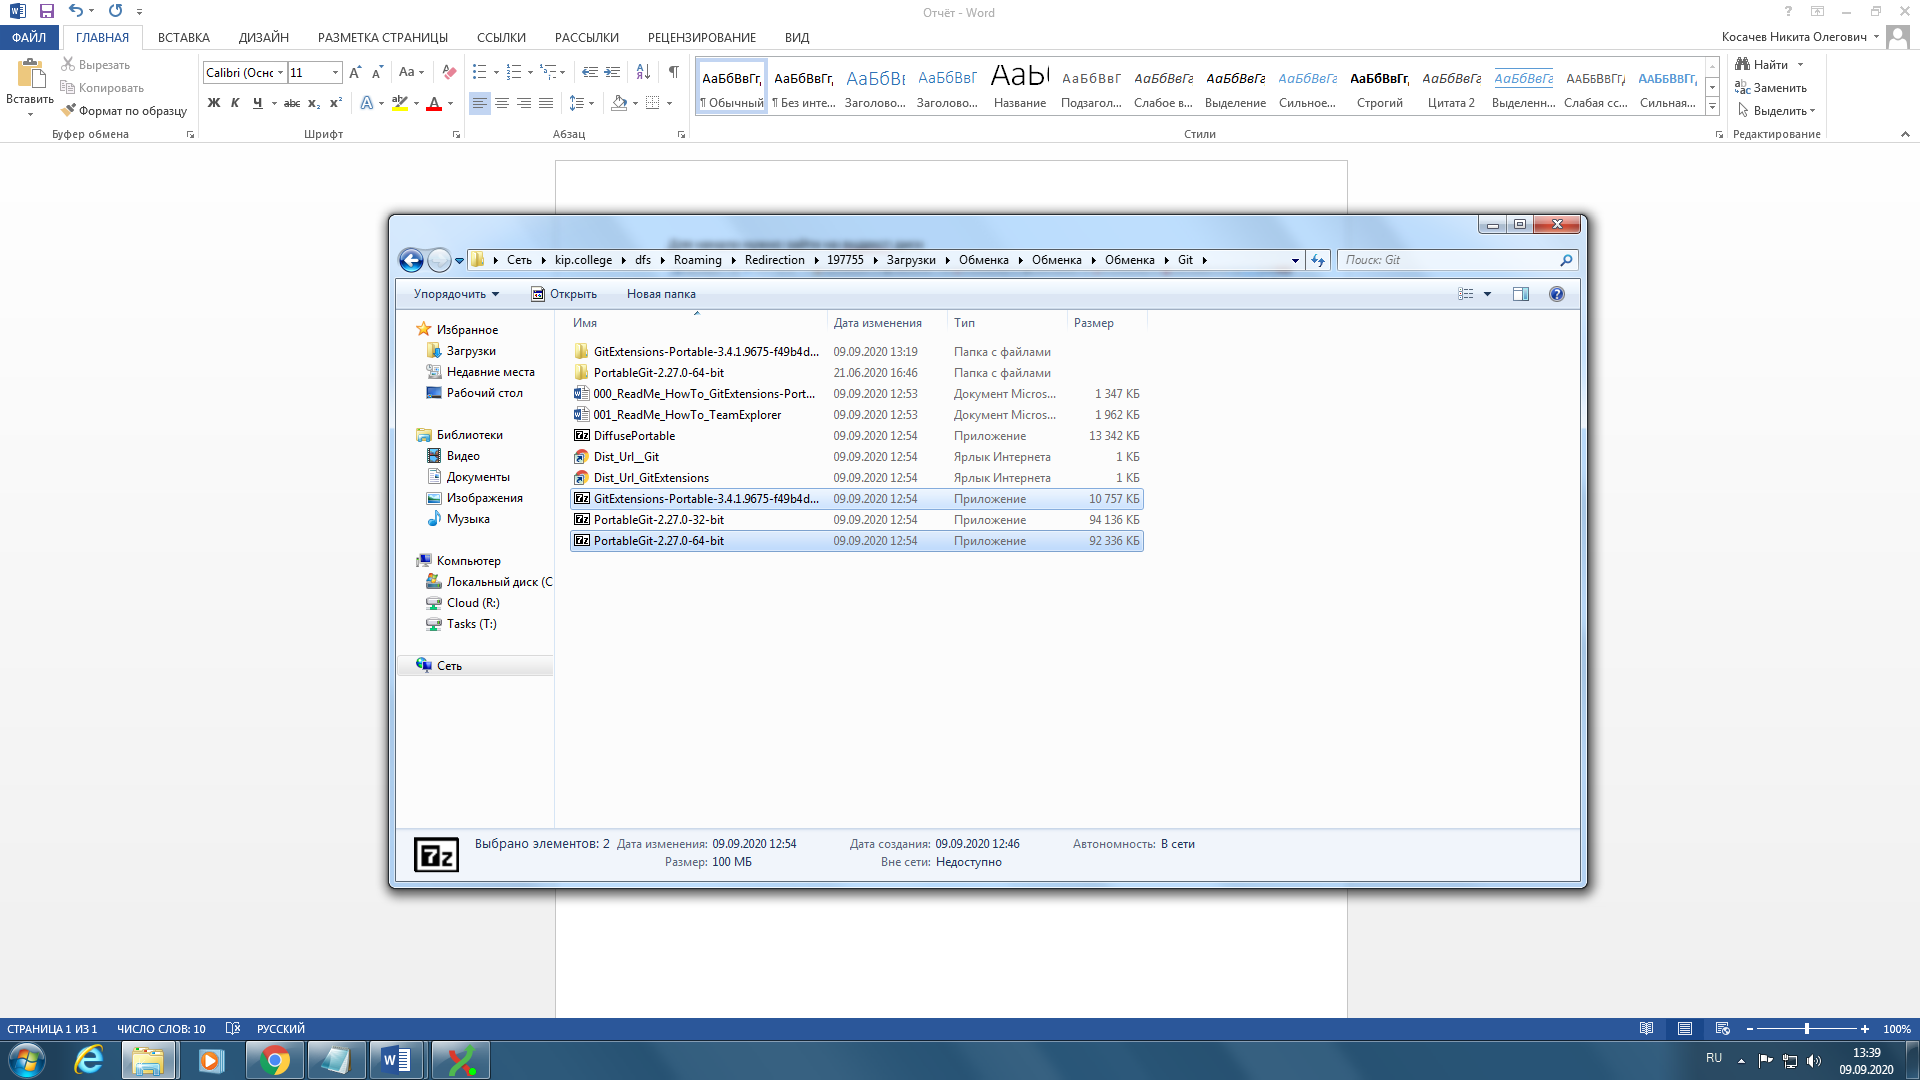 Отчёт - Word
ФАЙЛ ГЛАВНАЯ ВСТАВКА ДИЗАЙН РАЗМЕТКА СТРАНИЦЫ ССЫЛКИ РАССЫЛКИ РЕЦЕНЗИРОВАНИЕ ВИД Косачев Никита Олегович
Вставить
Вырезать
Копировать
Формат по образцу
Буфер обмена
Calibri (Оснс 11
Ж К Ч abc x₂ x²
Шрифт
Абзац
АаБбВвГг, АаБбВвГг, АаБбВі АаБбВвГ АаЬ АаБбВвГ АаБбВвГг АаБбВвГг АаБбВвГг АаБбВвГг, АаБбВвГг АаБбВвГг ААББВВГГ, ААББВВГГ,
¶ Обычный ¶ Без инте... Заголово... Заголово... Название Подзагол... Слабое в... Выделение Сильное... Строгий Цитата 2 Выделенн... Слабая сс... Сильная...
Стили
Найти
Заменить
Выделить
Редактирование
Сеть kip.college dfs Roaming Redirection 197755 Загрузки Обменка Обменка Обменка Git Поиск: Git
Упорядочить Открыть Новая папка
Избранное
Загрузки
Недавние места
Рабочий стол
Библиотеки
Видео
Документы
Изображения
Музыка
Компьютер
Локальный диск (C
Cloud (R:)
Tasks (T:)
Сеть
Имя Дата изменения Тип Размер
GitExtensions-Portable-3.4.1.9675-f49b4d... 09.09.2020 13:19 Папка с файлами
PortableGit-2.27.0-64-bit 21.06.2020 16:46 Папка с файлами
000_ReadMe_HowTo_GitExtensions-Port... 09.09.2020 12:53 Документ Micros... 1 347 КБ
001_ReadMe_HowTo_TeamExplorer 09.09.2020 12:53 Документ Micros... 1 962 КБ
DiffusePortable 09.09.2020 12:54 Приложение 13 342 КБ
Dist_Url__Git 09.09.2020 12:54 Ярлык Интернета 1 КБ
Dist_Url_GitExtensions 09.09.2020 12:54 Ярлык Интернета 1 КБ
GitExtensions-Portable-3.4.1.9675-f49b4d... 09.09.2020 12:54 Приложение 10 757 КБ
PortableGit-2.27.0-32-bit 09.09.2020 12:54 Приложение 94 136 КБ
PortableGit-2.27.0-64-bit 09.09.2020 12:54 Приложение 92 336 КБ
7z
Выбрано элементов: 2 Дата изменения: 09.09.2020 12:54 Дата создания: 09.09.2020 12:46 Автономность: В сети
Размер: 100 МБ Вне сети: Недоступно
СТРАНИЦА 1 ИЗ 1 ЧИСЛО СЛОВ: 10 РУССКИЙ 100%
RU
13:39
09.09.2020